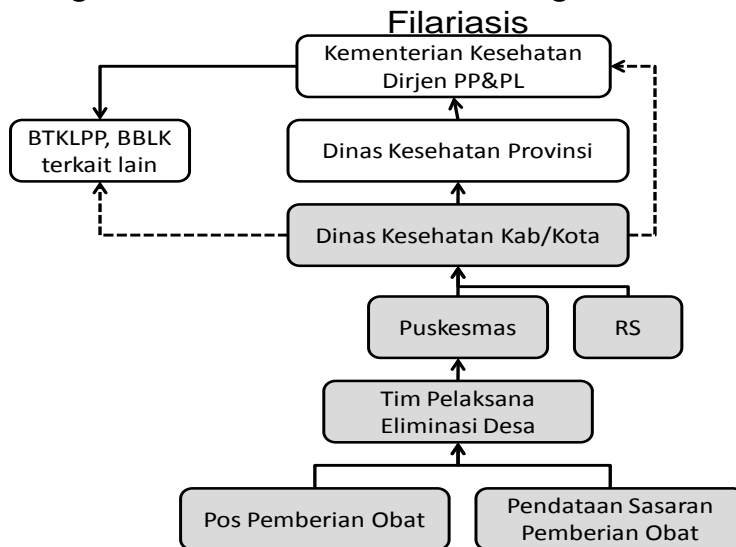 Filariasis
Kementerian Kesehatan
Dirjen PP&PL
BTKLPP, BBLK
terkait lain
Dinas Kesehatan Provinsi
Dinas Kesehatan Kab/Kota
Puskesmas
RS
Tim Pelaksana
Eliminasi Desa
Pos Pemberian Obat
Pendataan Sasaran
Pemberian Obat